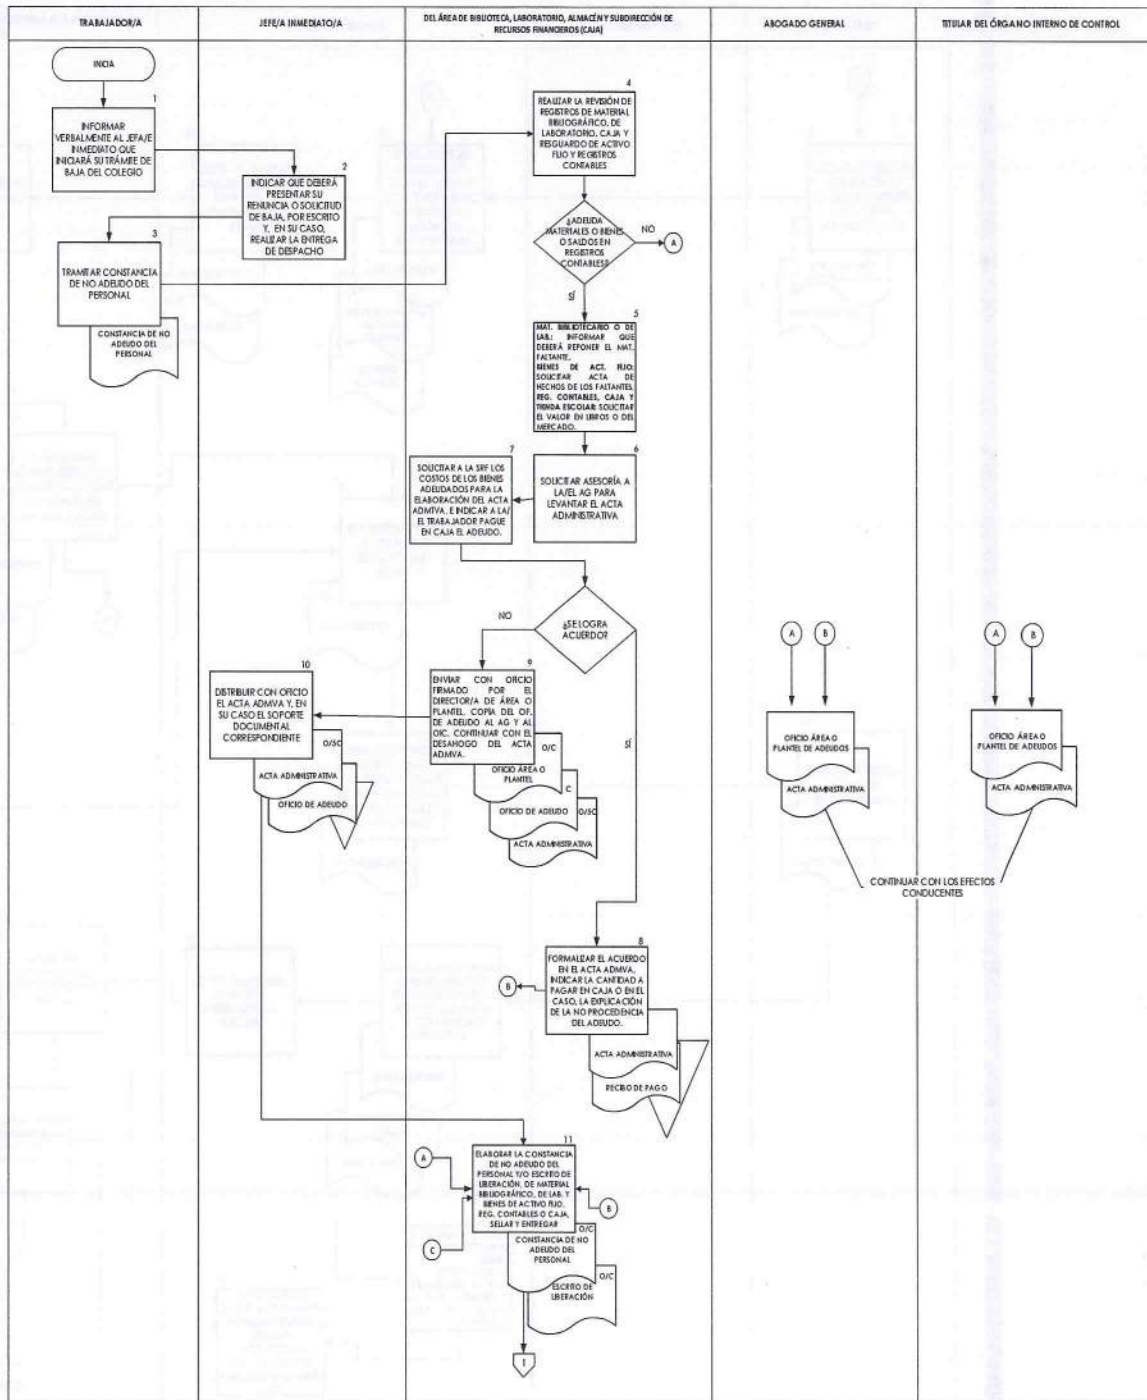 TRABAJADOR/A
JEFE/A INMEDIATO/A
DEL ÁREA DE BIBLIOTECA, LABORATORIO, ALMACÉN Y SUBDIRECCIÓN DE
RECURSOS FINANCIEROS (CAJA)
ABOGADO GENERAL
TITULAR DEL ÓRGANO INTERNO DE CONTROL
INICIA
1
INFORMAR
VERBALMENTE AL JEFA/E
INMEDIATO QUE
INICIARÁ SU TRÁMITE DE
BAJA DEL COLEGIO
2
INDICAR QUE DEBERÁ
PRESENTAR SU
RENUNCIA O SOLICITUD
DE BAJA, POR ESCRITO
Y, EN SU CASO,
REALIZAR LA ENTREGA
DE DESPACHO
3
TRAMITAR CONSTANCIA
DE NO ADEUDO DEL
PERSONAL
CONSTANCIA DE NO
ADEUDO DEL
PERSONAL
4
REALIZAR LA REVISIÓN DE
REGISTROS DE MATERIAL
BIBLIOGRÁFICO, DE
LABORATORIO, CAJA Y
RESGUARDO DE ACTIVO
FIJO Y REGISTROS
CONTABLES
¿ADEUDA
MATERIALES O BIENES
O SALDOS EN
REGISTROS
CONTABLES?
NO
A
SÍ
5
MAT. BIBLIOTECARIO O DE
LAB.: INFORMAR QUE
DEBERÁ REPONER EL MAT.
FALTANTE.
BIENES DE ACT. FIJO:
SOLICITAR ACTA DE
HECHOS DE LOS FALTANTES.
REG. CONTABLES, CAJA Y
TIENDA ESCOLAR: SOLICITAR
EL VALOR EN LIBROS O DEL
MERCADO.
6
SOLICITAR ASESORÍA A
LA/EL AG PARA
LEVANTAR EL ACTA
ADMINISTRATIVA
7
SOLICITAR A LA SRF LOS
COSTOS DE LOS BIENES
ADEUDADOS PARA LA
ELABORACIÓN DEL ACTA
ADMTVA. E INDICAR A LA/
EL TRABAJADOR PAGUE
EN CAJA EL ADEUDO.
¿SE LOGRA
ACUERDO?
NO
SÍ
9
ENVIAR CON OFICIO
FIRMADO POR EL
DIRECTOR/A DE ÁREA O
PLANTEL, COPIA DEL OF.
DE ADEUDO AL AG Y AL
OIC. CONTINUAR CON EL
DESAHOGO DEL ACTA
ADMVA.
O/C
OFICIO ÁREA O
PLANTEL
C
OFICIO DE ADEUDO
O/5C
ACTA ADMINISTRATIVA
10
DISTRIBUIR CON OFICIO
EL ACTA ADMVA Y, EN
SU CASO EL SOPORTE
DOCUMENTAL
CORRESPONDIENTE
O/5C
ACTA ADMINISTRATIVA
OFICIO DE ADEUDO
A
B
OFICIO ÁREA O
PLANTEL DE ADEUDOS
ACTA ADMINISTRATIVA
A
B
OFICIO ÁREA O
PLANTEL DE ADEUDOS
ACTA ADMINISTRATIVA
CONTINUAR CON LOS EFECTOS
CONDUCENTES
8
FORMALIZAR EL ACUERDO
EN EL ACTA ADMVA,
INDICAR LA CANTIDAD A
PAGAR EN CAJA O EN EL
CASO, LA EXPLICACIÓN
DE LA NO PROCEDENCIA
DEL ADEUDO.
B
ACTA ADMINISTRATIVA
RECIBO DE PAGO
11
ELABORAR LA CONSTANCIA
DE NO ADEUDO DEL
PERSONAL Y/O ESCRITO DE
LIBERACIÓN, DE MATERIAL
BIBLIOGRÁFICO, DE LAB. Y
BIENES DE ACTIVO FIJO,
REG. CONTABLES O CAJA,
SELLAR Y ENTREGAR
A
B
C
O/C
CONSTANCIA DE NO
ADEUDO DEL
PERSONAL
O/C
ESCRITO DE
LIBERACIÓN
1